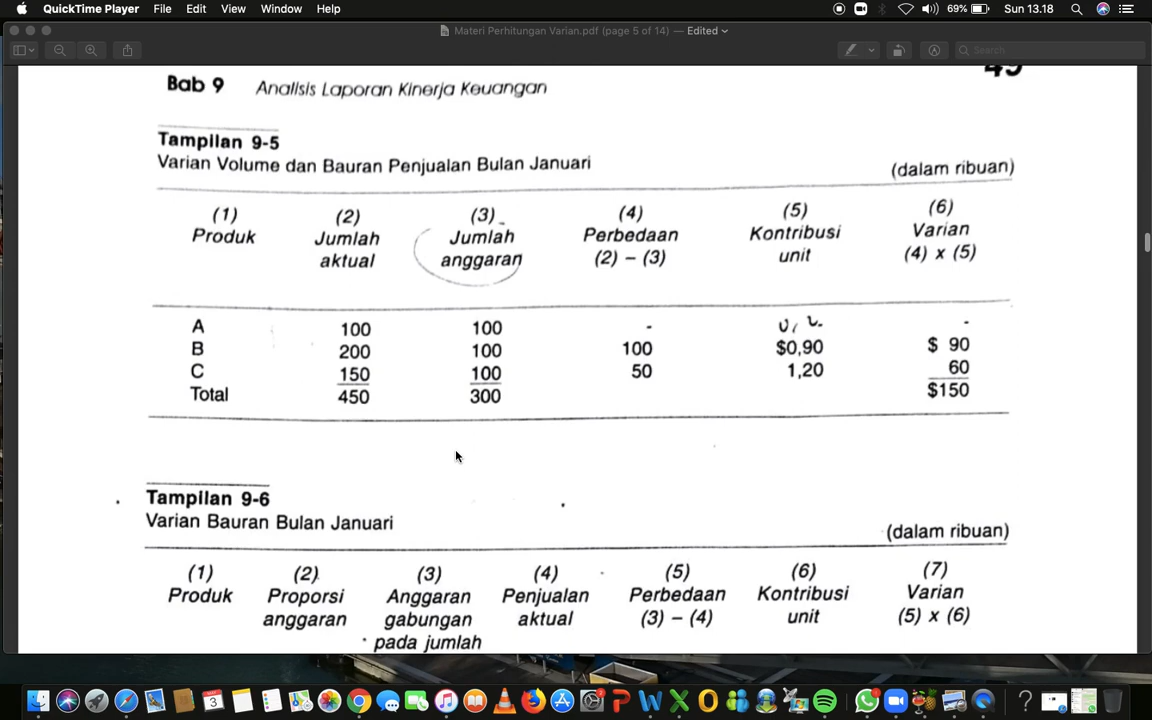 QuickTime Player File Edit View Window Help 69% Sun 13.18
Materi Perhitungan Varian.pdf (page 5 of 14) — Edited
Search
49
Bab 9 Analisis Laporan Kinerja Keuangan
Tampilan 9-5
Varian Volume dan Bauran Penjualan Bulan Januari (dalam ribuan)
(1) (2) (3) (4) (5) (6)
Produk Jumlah Jumlah Perbedaan Kontribusi Varian
aktual anggaran (2) – (3) unit (4) x (5)
A 100 100 - -
B 200 100 100 $0,90 $ 90
C 150 100 50 1,20 60
Total 450 300 $150
Tampilan 9-6
Varian Bauran Bulan Januari (dalam ribuan)
(1) (2) (3) (4) (5) (6) (7)
Produk Proporsi Anggaran Penjualan Perbedaan Kontribusi Varian
anggaran gabungan aktual (3) – (4) unit (5) x (6)
pada jumlah
3